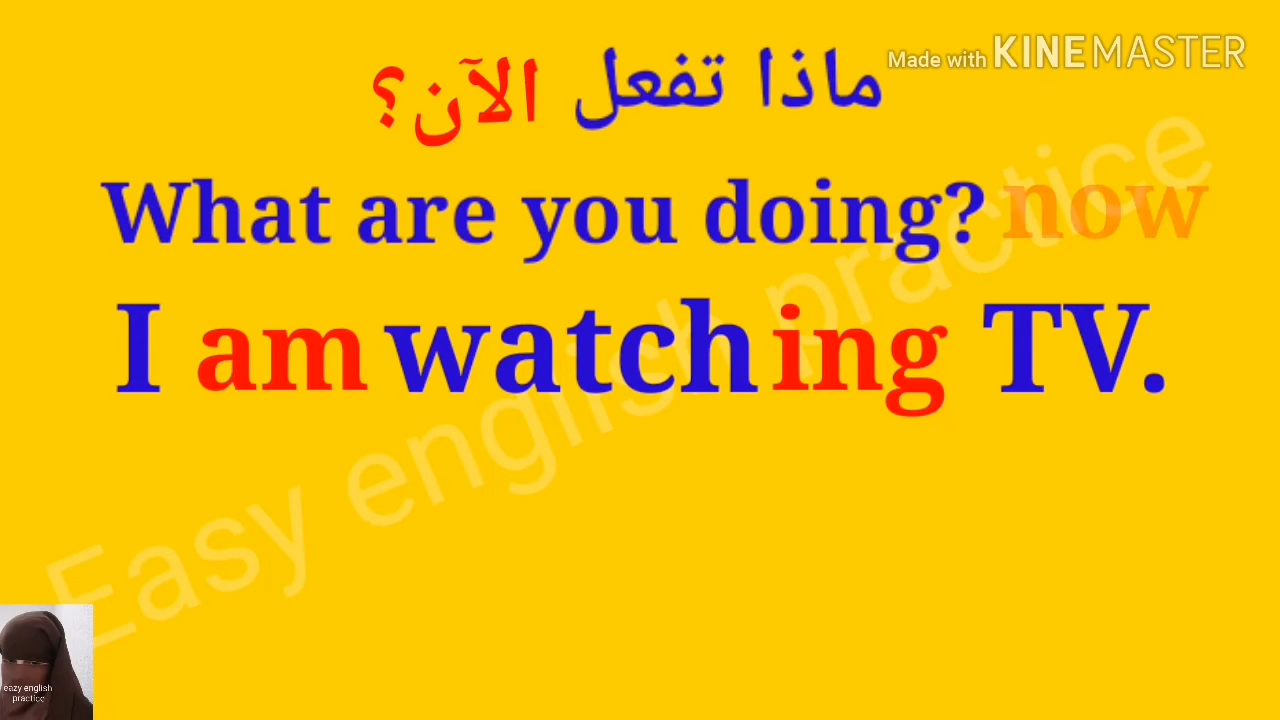 Made with KINEMASTER
ماذا تفعل الآن؟
What are you doing? now
I am watching TV.
Easy english practice
eazy english
practice